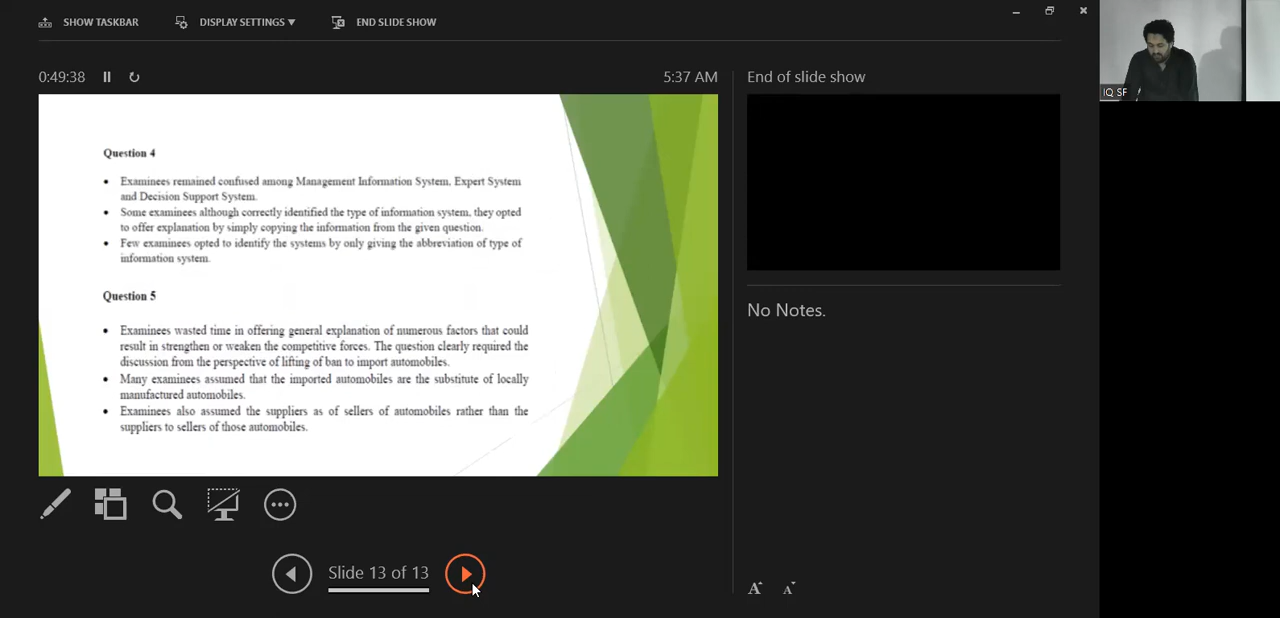 SHOW TASKBAR
DISPLAY SETTINGS ▼
END SLIDE SHOW
0:49:38
5:37 AM
End of slide show
IQ SF
Question 4
• Examinees remained confused among Management Information System, Expert System
and Decision Support System.
• Some examinees although correctly identified the type of information system, they opted
to offer explanation by simply copying the information from the given question.
• Few examinees opted to identify the systems by only giving the abbreviation of type of
information system.
Question 5
• Examinees wasted time in offering general explanation of numerous factors that could
result in strengthen or weaken the competitive forces. The question clearly required the
discussion from the perspective of lifting of ban to import automobiles.
• Many examinees assumed that the imported automobiles are the substitute of locally
manufactured automobiles.
• Examinees also assumed the suppliers as of sellers of automobiles rather than the
suppliers to sellers of those automobiles.
No Notes.
Slide 13 of 13
A A